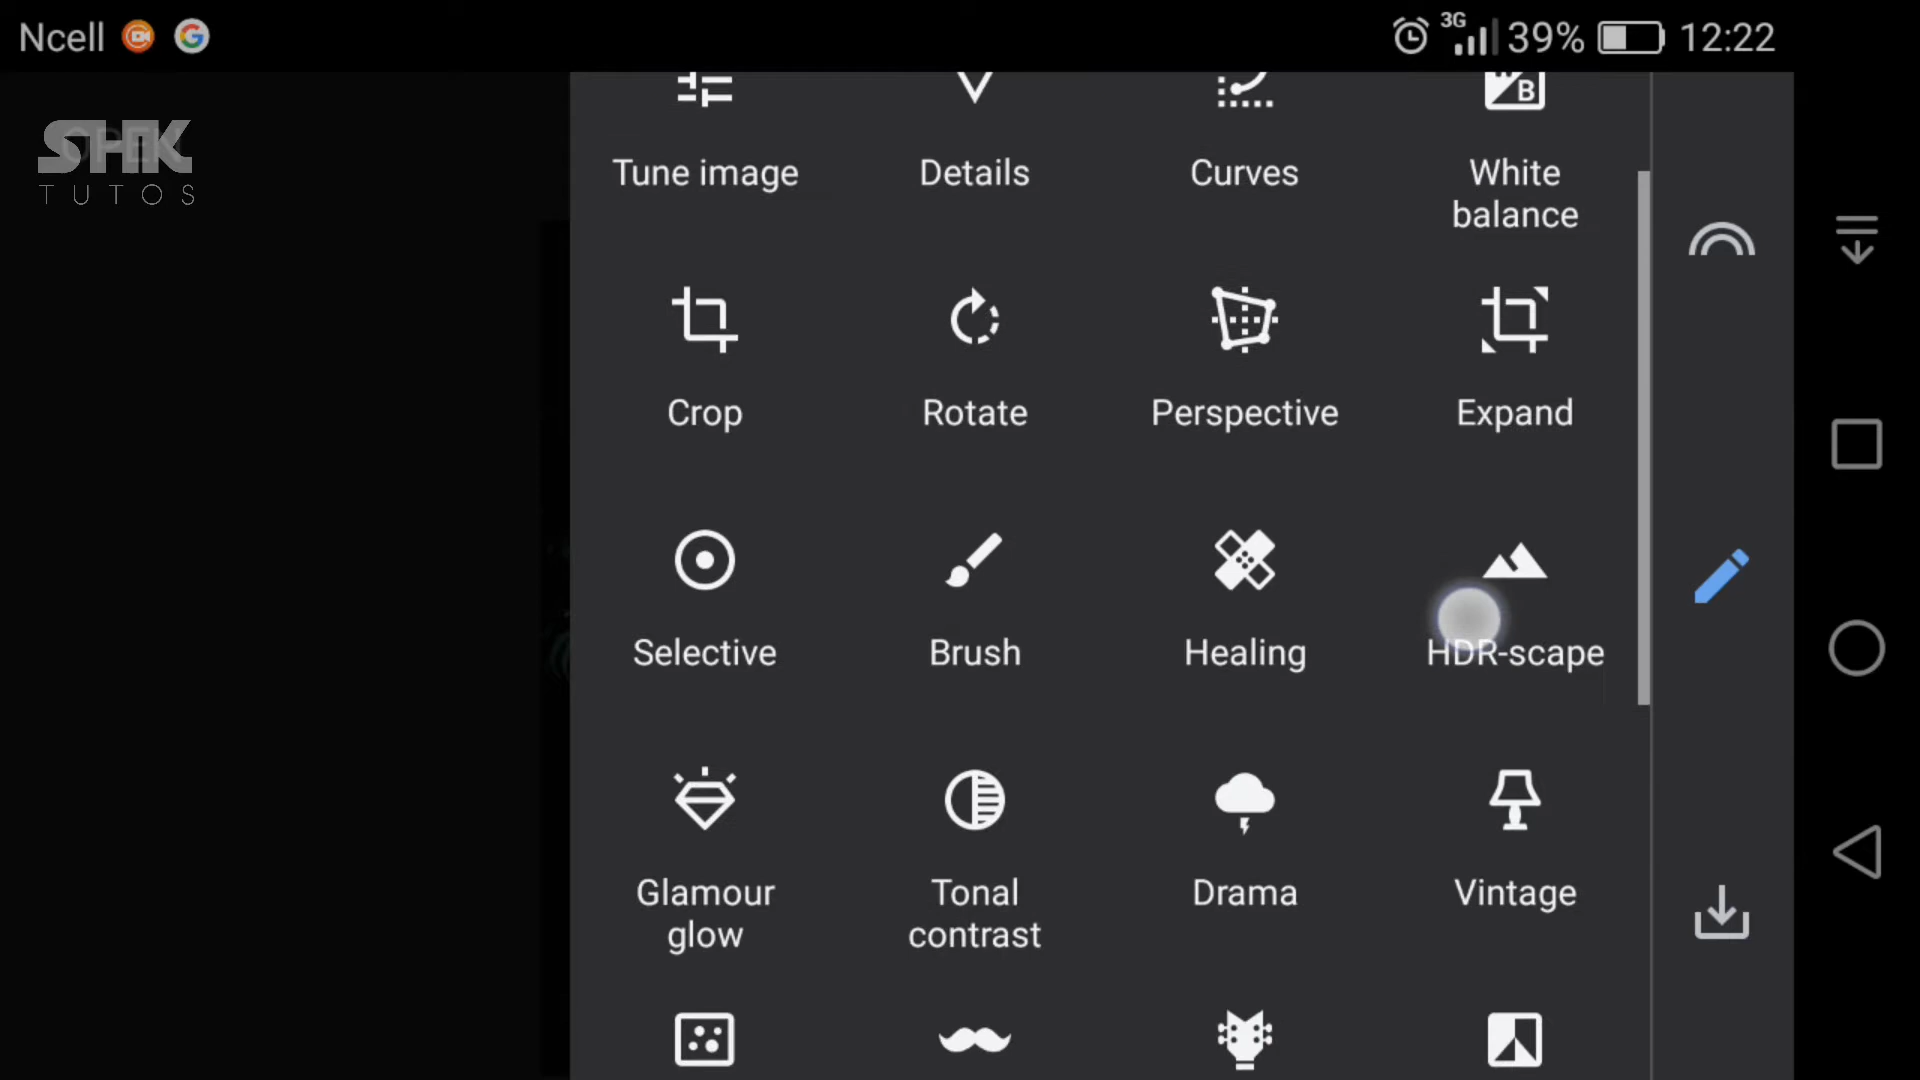 Ncell
3G
39%
12:22
OPEN
SHK
TUTOS
B
Tune image
Details
Curves
White
balance
Crop
Rotate
Perspective
Expand
Selective
Brush
Healing
HDR-scape
Glamour
glow
Tonal
contrast
Drama
Vintage